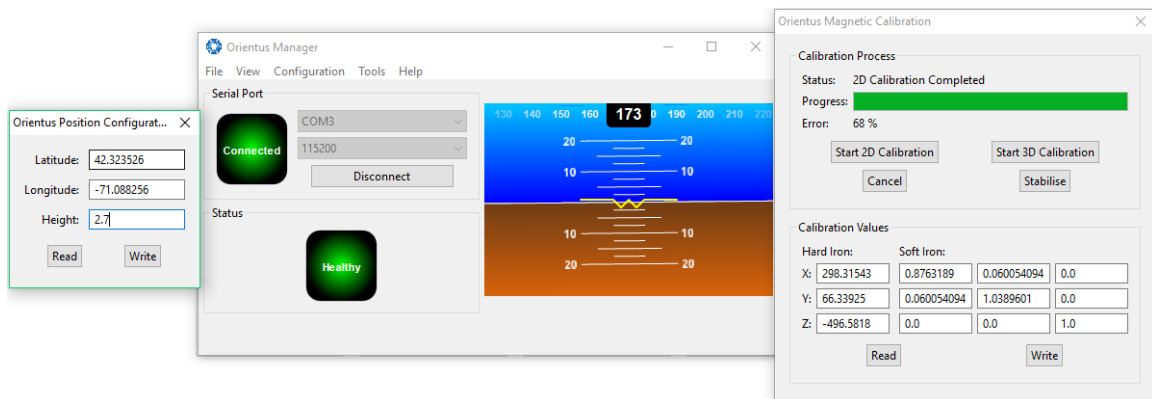 Orientus Position Configurat...
Latitude: 42.323526
Longitude: -71.088256
Height: 2.7
Read Write
Orientus Manager
File View Configuration Tools Help
Serial Port
Connected
COM3
115200
Disconnect
Status
Healthy
130 140 150 160 173 0 190 200 210 220
20 20
10 10
10 10
20 20
Orientus Magnetic Calibration
Calibration Process
Status: 2D Calibration Completed
Progress:
Error: 68 %
Start 2D Calibration Start 3D Calibration
Cancel Stabilise
Calibration Values
Hard Iron: Soft Iron:
X: 298.31543 0.8763189 0.060054094 0.0
Y: 66.33925 0.060054094 1.0389601 0.0
Z: -496.5818 0.0 0.0 1.0
Read Write